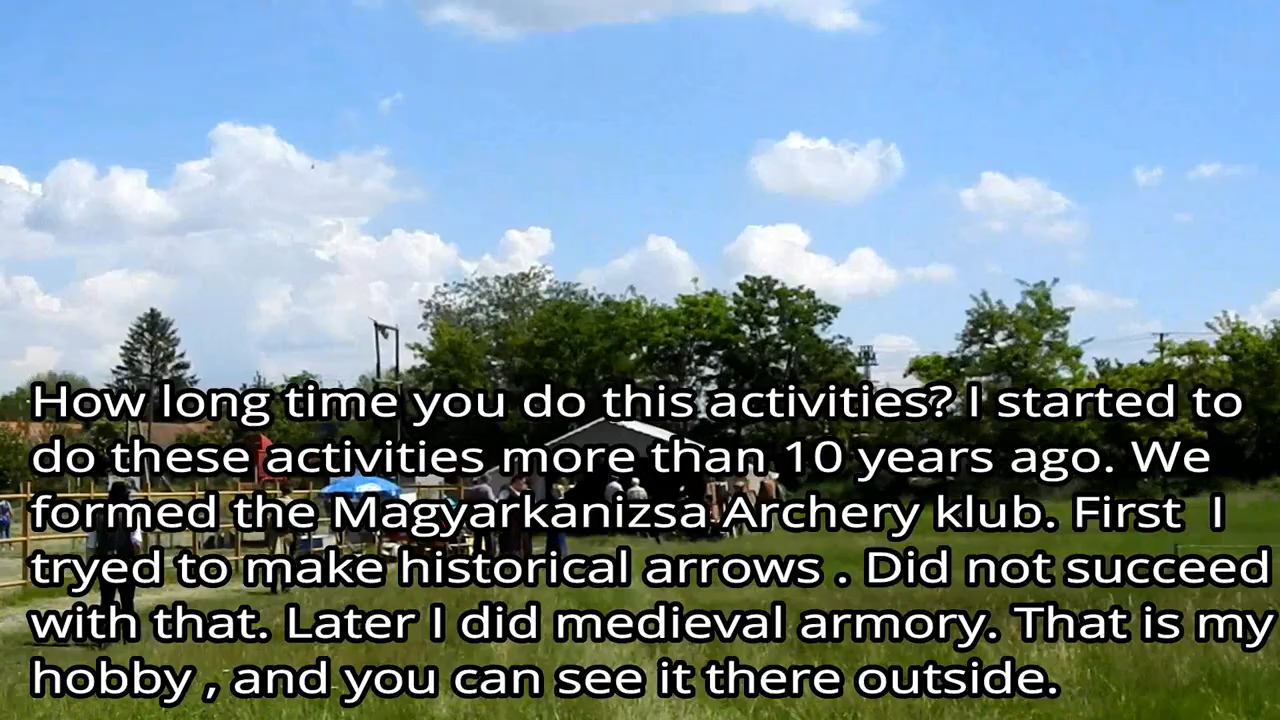 How long time you do this activities? I started to
do these activities more than 10 years ago. We
formed the Magyarkanizsa Archery klub. First  I
tryed to make historical arrows . Did not succeed
with that. Later I did medieval armory. That is my
hobby , and you can see it there outside.